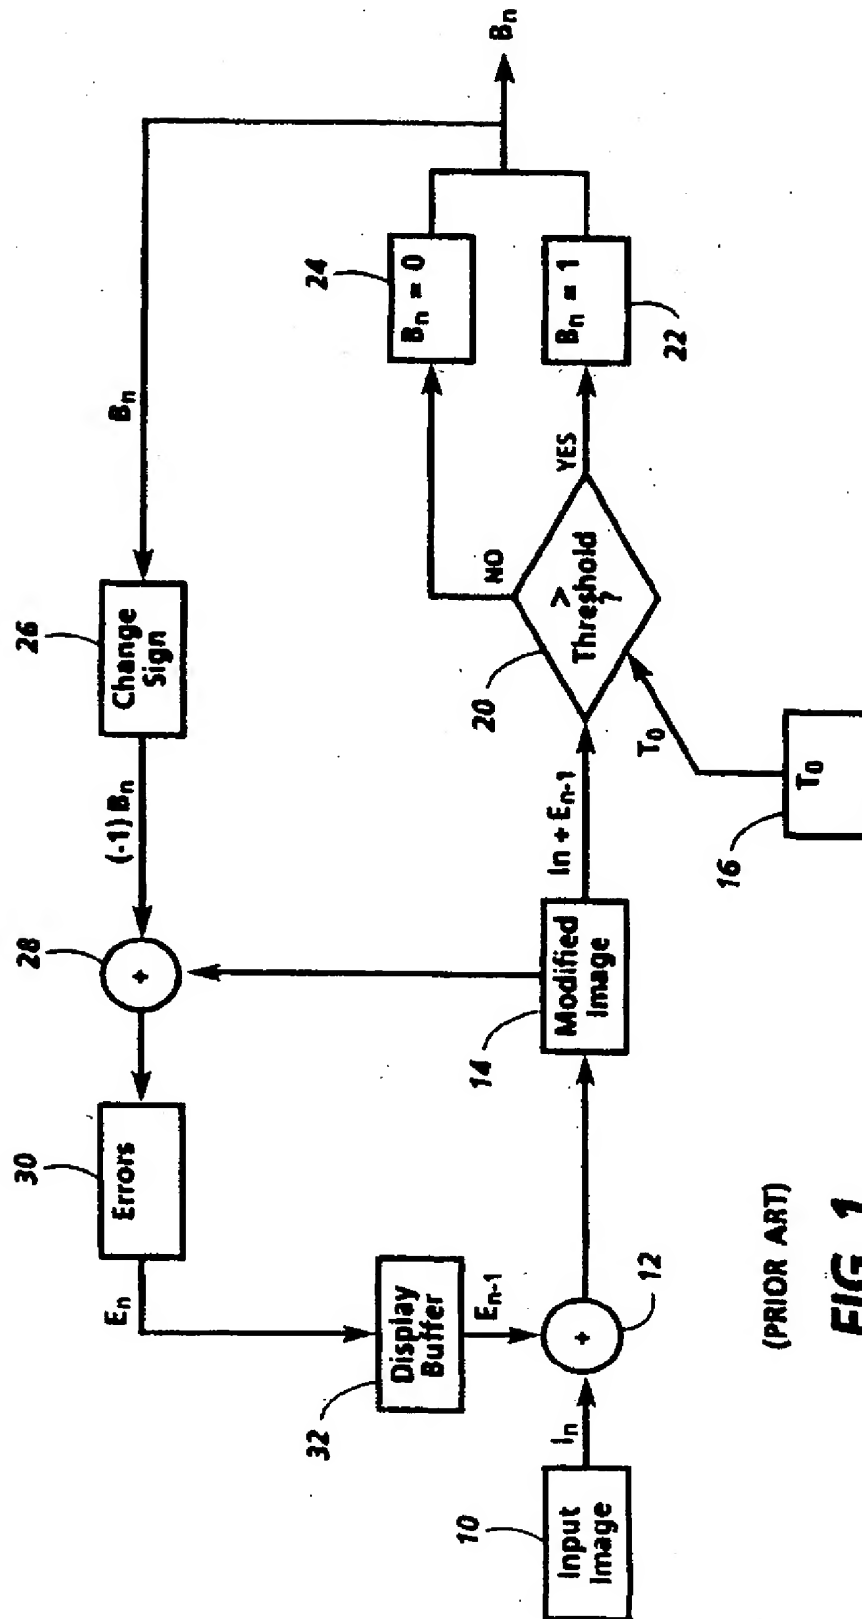 Bn
Bn
Change
Sign
26
(-1) Bn
28
+
Errors
30
En
Display
Buffer
32
En-1
Input
Image
10
In
+
12
Modified
Image
14
In + En-1
>
Threshold
?
20
NO
YES
Bn = 0
24
Bn = 1
22
T0
T0
16
(PRIOR ART)
FIG. 1